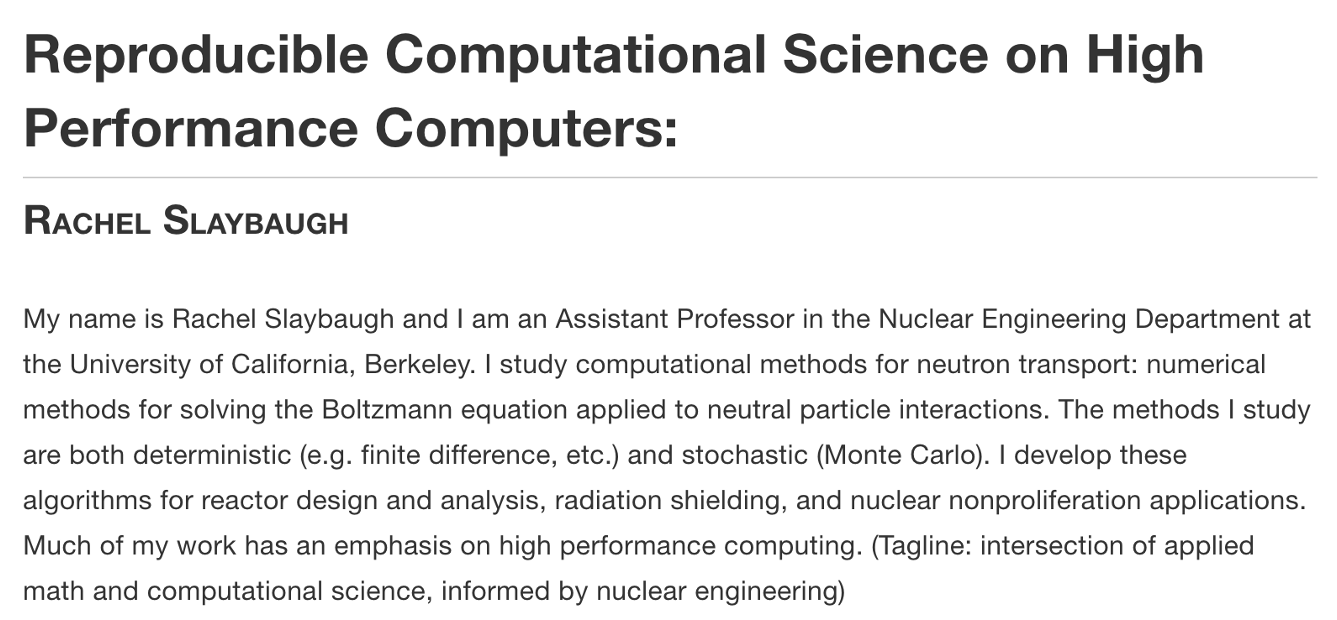 Reproducible Computational Science on High
Performance Computers:
RACHEL SLAYBAUGH
My name is Rachel Slaybaugh and I am an Assistant Professor in the Nuclear Engineering Department at
the University of California, Berkeley. I study computational methods for neutron transport: numerical
methods for solving the Boltzmann equation applied to neutral particle interactions. The methods I study
are both deterministic (e.g. finite difference, etc.) and stochastic (Monte Carlo). I develop these
algorithms for reactor design and analysis, radiation shielding, and nuclear nonproliferation applications.
Much of my work has an emphasis on high performance computing. (Tagline: intersection of applied
math and computational science, informed by nuclear engineering)